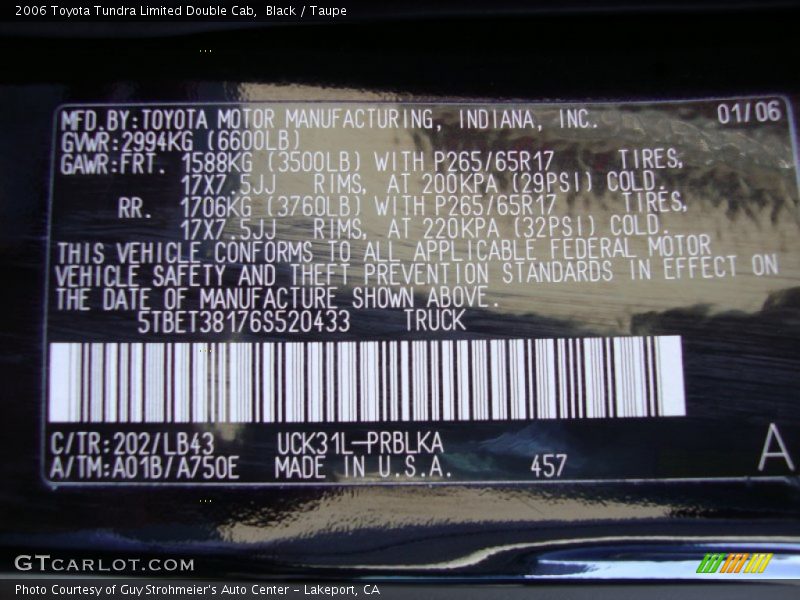 2006 Toyota Tundra Limited Double Cab,  Black / Taupe
MFD.BY:TOYOTA MOTOR MANUFACTURING, INDIANA, INC.   01/06
GVWR:2994KG (6600LB)
GAWR:FRT. 1588KG (3500LB) WITH P265/65R17   TIRES,
17X7.5JJ   RIMS, AT 200KPA (29PSI) COLD.
RR.   1706KG (3760LB) WITH P265/65R17   TIRES,
17X7.5JJ   RIMS, AT 220KPA (32PSI) COLD.
THIS VEHICLE CONFORMS TO ALL APPLICABLE FEDERAL MOTOR
VEHICLE SAFETY AND THEFT PREVENTION STANDARDS IN EFFECT ON
THE DATE OF MANUFACTURE SHOWN ABOVE.
5TBET38176S520433   TRUCK
C/TR:202/LB43   UCK31L-PRBLKA
A/TM:A01B/A750E   MADE IN U.S.A.   457   A
GTCARLOT.COM
Photo Courtesy of Guy Strohmeier's Auto Center - Lakeport, CA